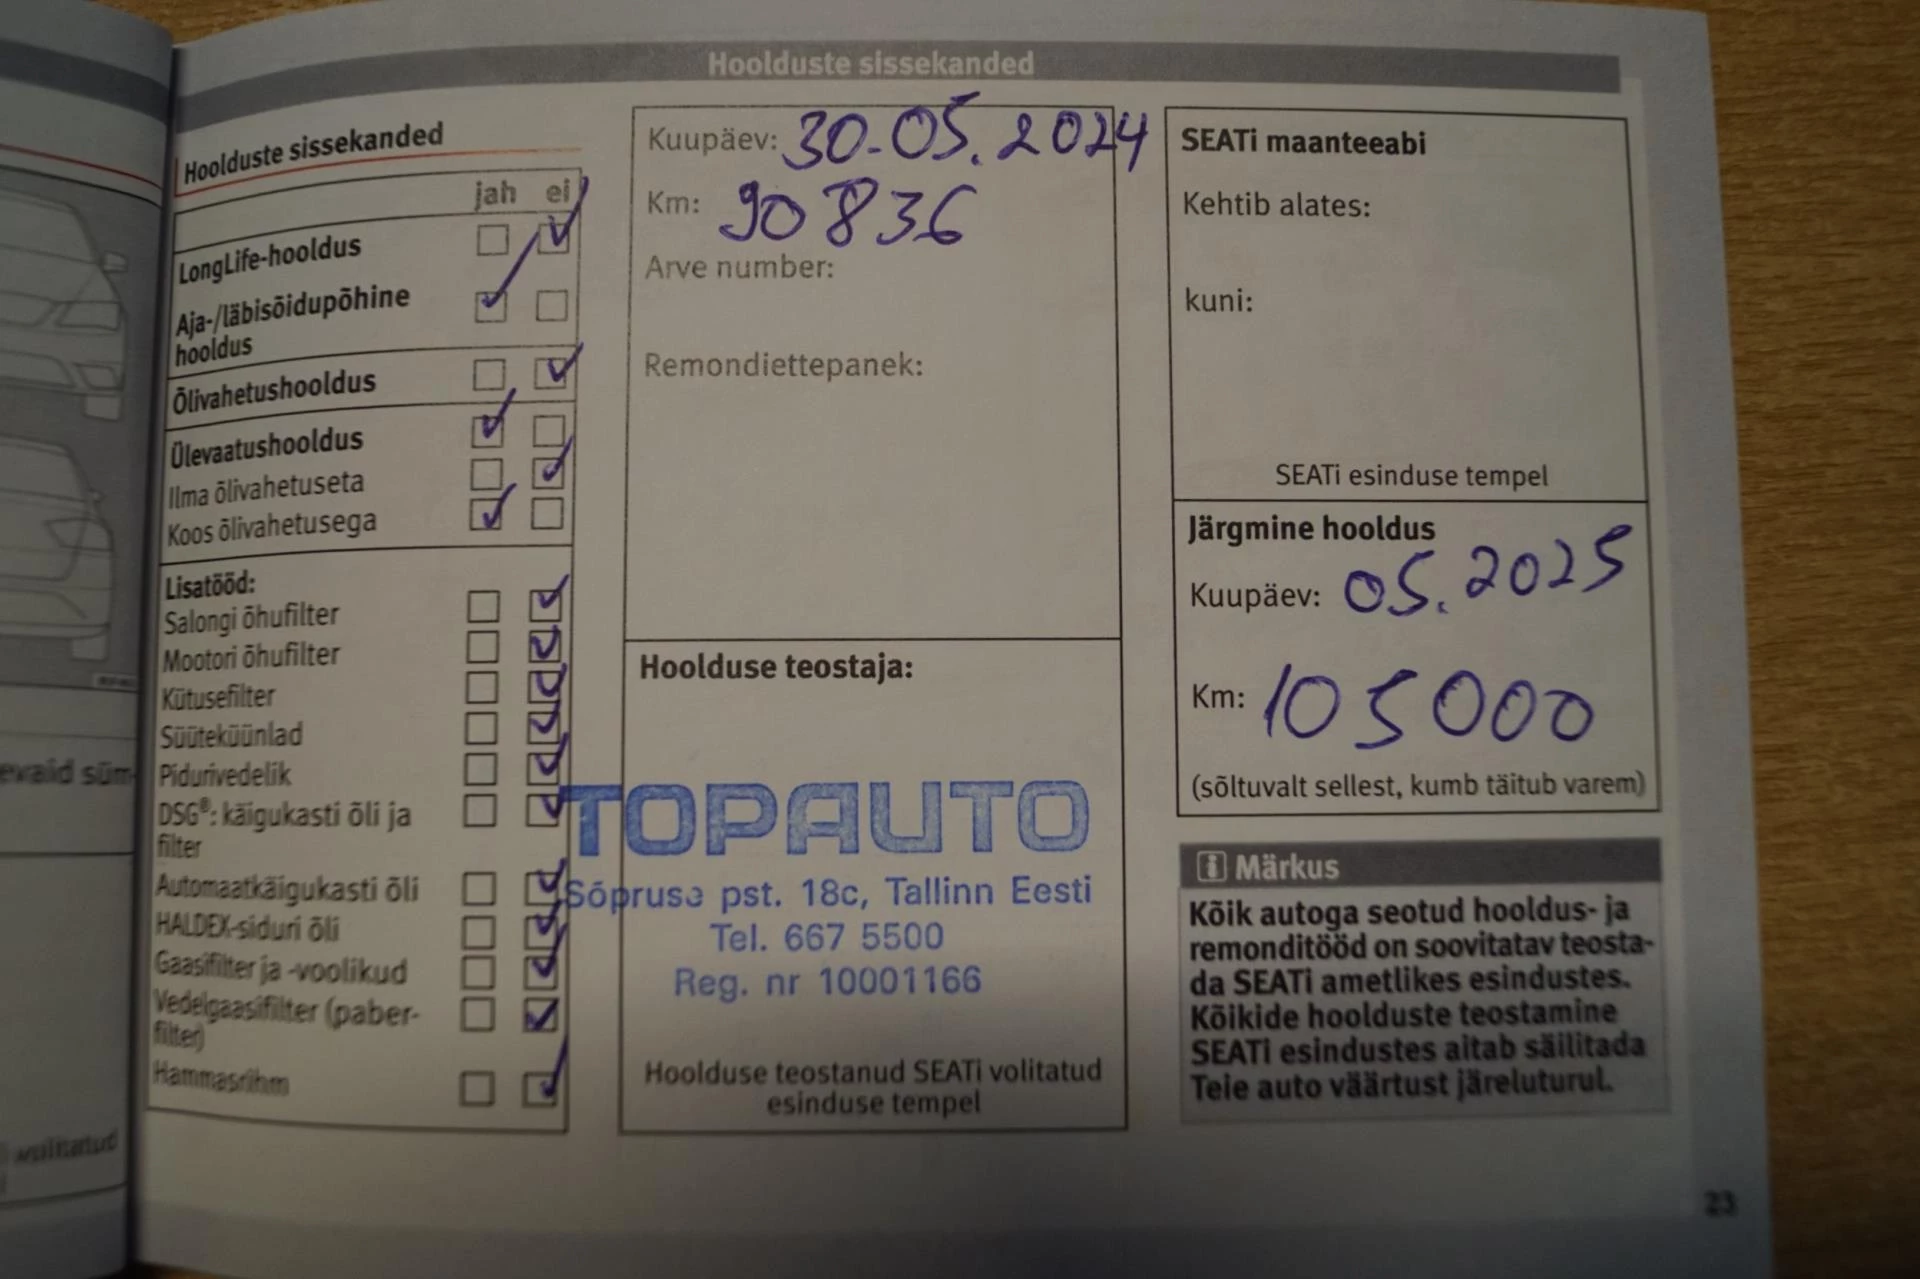 Hoolduste sissekanded
Hoolduste sissekanded
jah ei
LongLife-hooldus
Aja-/läbisõidupõhine
hooldus
Õlivahetushooldus
Ülevaatushooldus
Ilma õlivahetuseta
Koos õlivahetusega
Lisatööd:
Salongi õhufilter
Mootori õhufilter
Kütusefilter
Süüteküünlad
Pidurivedelik
DSG®: käigukasti õli ja
filter
Automaatkäigukasti õli
HALDEX-siduri õli
Gaasifilter ja -voolikud
Vedelgaasifilter (paber-
filter)
Hammasrihm
Kuupäev: 30.05.2024
Km: 90836
Arve number:
Remondiettepanek:
Hoolduse teostaja:
TOPAUTO
Sõpruse pst. 18c, Tallinn Eesti
Tel. 667 5500
Reg. nr 10001166
Hoolduse teostanud SEATi volitatud
esinduse tempel
SEATi maanteeabi
Kehtib alates:
kuni:
SEATi esinduse tempel
Järgmine hooldus
Kuupäev: 05.2025
Km: 105000
(sõltuvalt sellest, kumb täitub varem)
i Märkus
Kõik autoga seotud hooldus- ja
remonditööd on soovitatav teosta-
da SEATi ametlikes esindustes.
Kõikide hoolduste teostamine
SEATi esindustes aitab säilitada
Teie auto väärtust järeluturul.
23
evaid süm-
volitatud